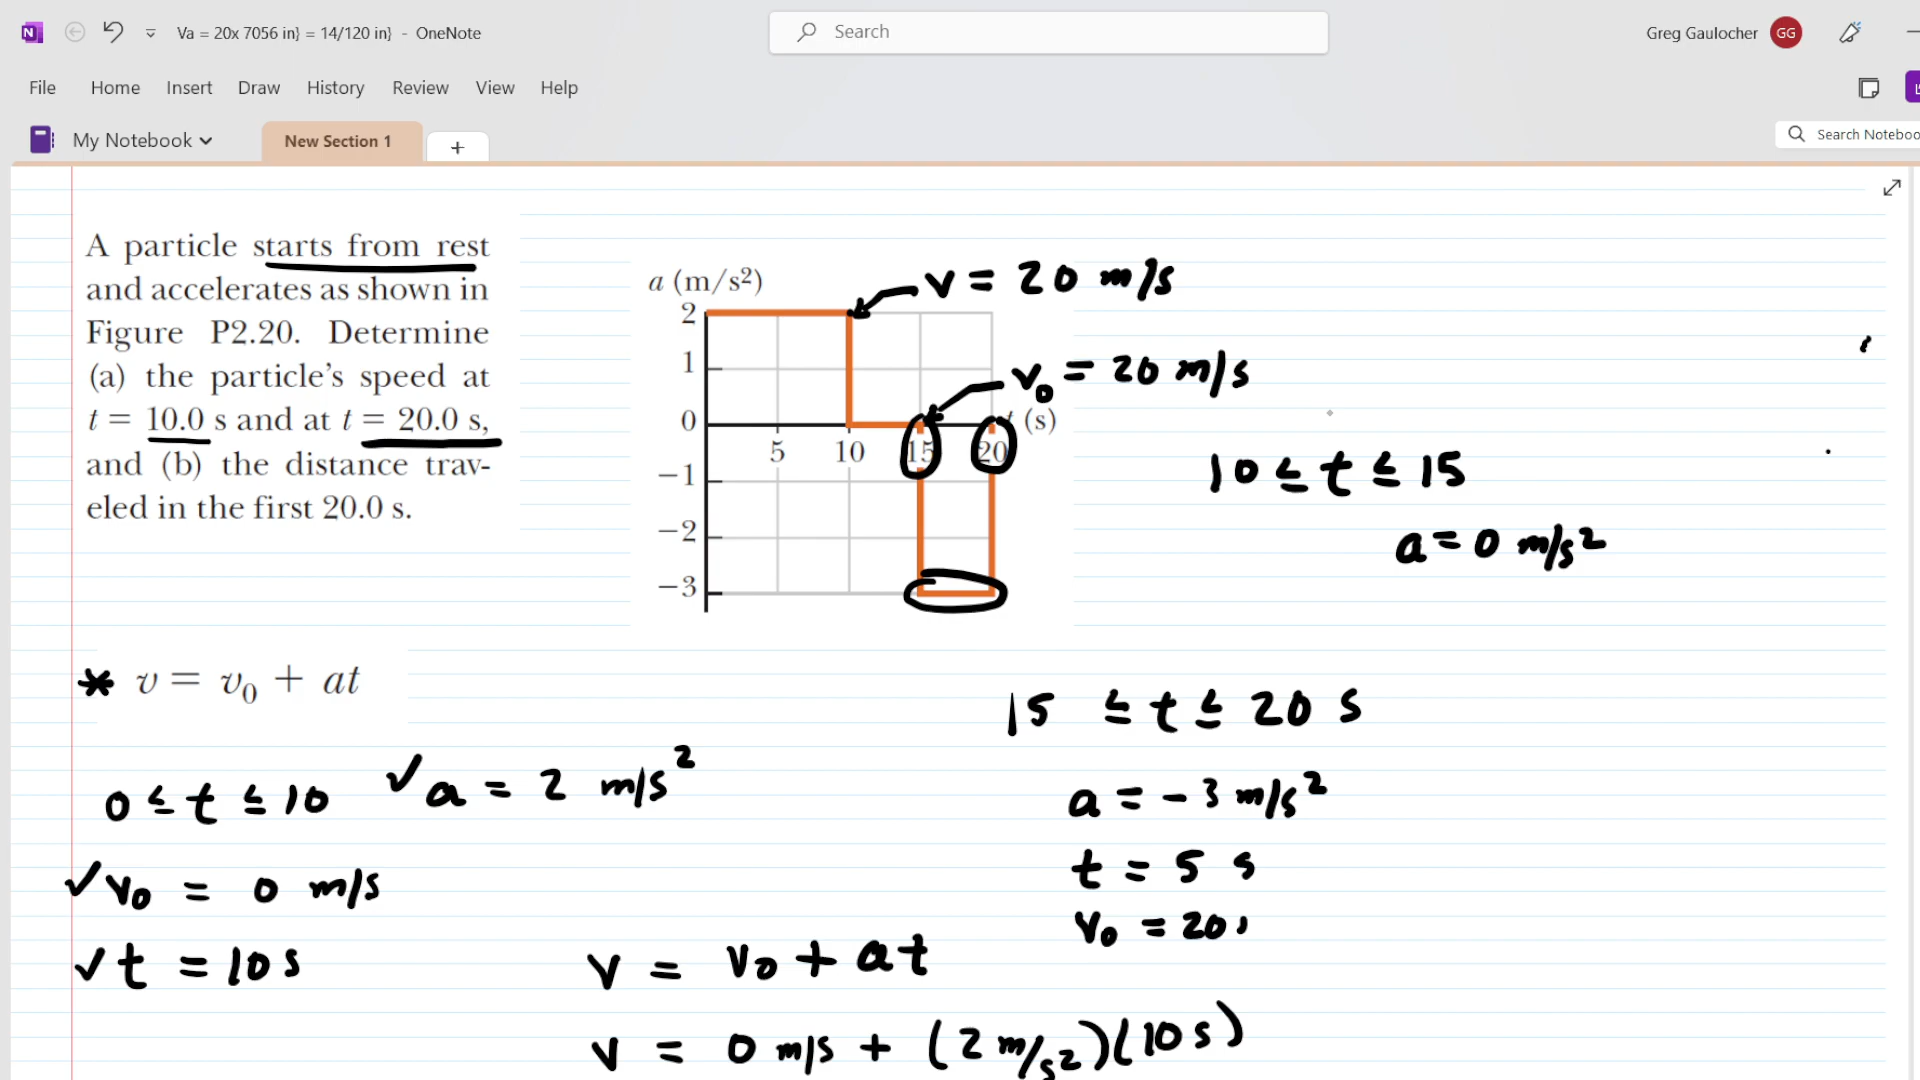 Va = 20x 7056 in} = 14/120 in} - OneNote
Search
Greg Gaulocher GG
File Home Insert Draw History Review View Help
My Notebook New Section 1 +
Search Noteboo
A particle starts from rest
and accelerates as shown in
Figure P2.20. Determine
(a) the particle's speed at
t = 10.0 s and at t = 20.0 s,
and (b) the distance trav-
eled in the first 20.0 s.
a (m/s²)
v = 20 m/s
2
1
v₀ = 20 m/s
0
t (s)
5 10 15 20
−1
−2
−3
10 ≤ t ≤ 15
a = 0 m/s²
* v = v₀ + at
0 ≤ t ≤ 10 ✓ a = 2 m/s²
✓ v₀ = 0 m/s
✓ t = 10 s
15 ≤ t ≤ 20 s
a = - 3 m/s²
t = 5 s
v₀ = 20
v = v₀ + at
v = 0 m/s + (2 m/s²)(10 s)